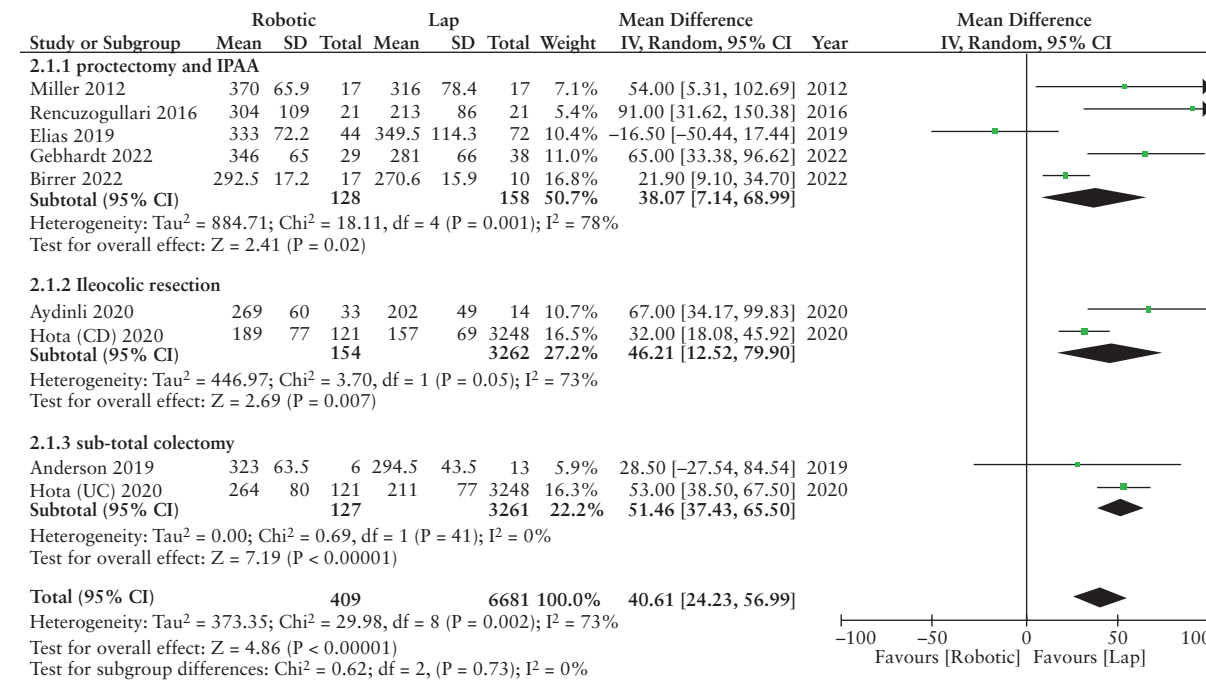 Robotic Lap Mean Difference Mean Difference
Study or Subgroup Mean SD Total Mean SD Total Weight IV, Random, 95% CI Year IV, Random, 95% CI
2.1.1 proctectomy and IPAA
Miller 2012 370 65.9 17 316 78.4 17 7.1% 54.00 [5.31, 102.69] 2012
Rencuzogullari 2016 304 109 21 213 86 21 5.4% 91.00 [31.62, 150.38] 2016
Elias 2019 333 72.2 44 349.5 114.3 72 10.4% −16.50 [−50.44, 17.44] 2019
Gebhardt 2022 346 65 29 281 66 38 11.0% 65.00 [33.38, 96.62] 2022
Birrer 2022 292.5 17.2 17 270.6 15.9 10 16.8% 21.90 [9.10, 34.70] 2022
Subtotal (95% CI) 128 158 50.7% 38.07 [7.14, 68.99]
Heterogeneity: Tau² = 884.71; Chi² = 18.11, df = 4 (P = 0.001); I² = 78%
Test for overall effect: Z = 2.41 (P = 0.02)
2.1.2 Ileocolic resection
Aydinli 2020 269 60 33 202 49 14 10.7% 67.00 [34.17, 99.83] 2020
Hota (CD) 2020 189 77 121 157 69 3248 16.5% 32.00 [18.08, 45.92] 2020
Subtotal (95% CI) 154 3262 27.2% 46.21 [12.52, 79.90]
Heterogeneity: Tau² = 446.97; Chi² = 3.70, df = 1 (P = 0.05); I² = 73%
Test for overall effect: Z = 2.69 (P = 0.007)
2.1.3 sub-total colectomy
Anderson 2019 323 63.5 6 294.5 43.5 13 5.9% 28.50 [−27.54, 84.54] 2019
Hota (UC) 2020 264 80 121 211 77 3248 16.3% 53.00 [38.50, 67.50] 2020
Subtotal (95% CI) 127 3261 22.2% 51.46 [37.43, 65.50]
Heterogeneity: Tau² = 0.00; Chi² = 0.69, df = 1 (P = 41); I² = 0%
Test for overall effect: Z = 7.19 (P < 0.00001)
Total (95% CI) 409 6681 100.0% 40.61 [24.23, 56.99]
Heterogeneity: Tau² = 373.35; Chi² = 29.98, df = 8 (P = 0.002); I² = 73%
Test for overall effect: Z = 4.86 (P < 0.00001)
Test for subgroup differences: Chi² = 0.62; df = 2, (P = 0.73); I² = 0%
−100 −50 0 50 100
Favours [Robotic] Favours [Lap]